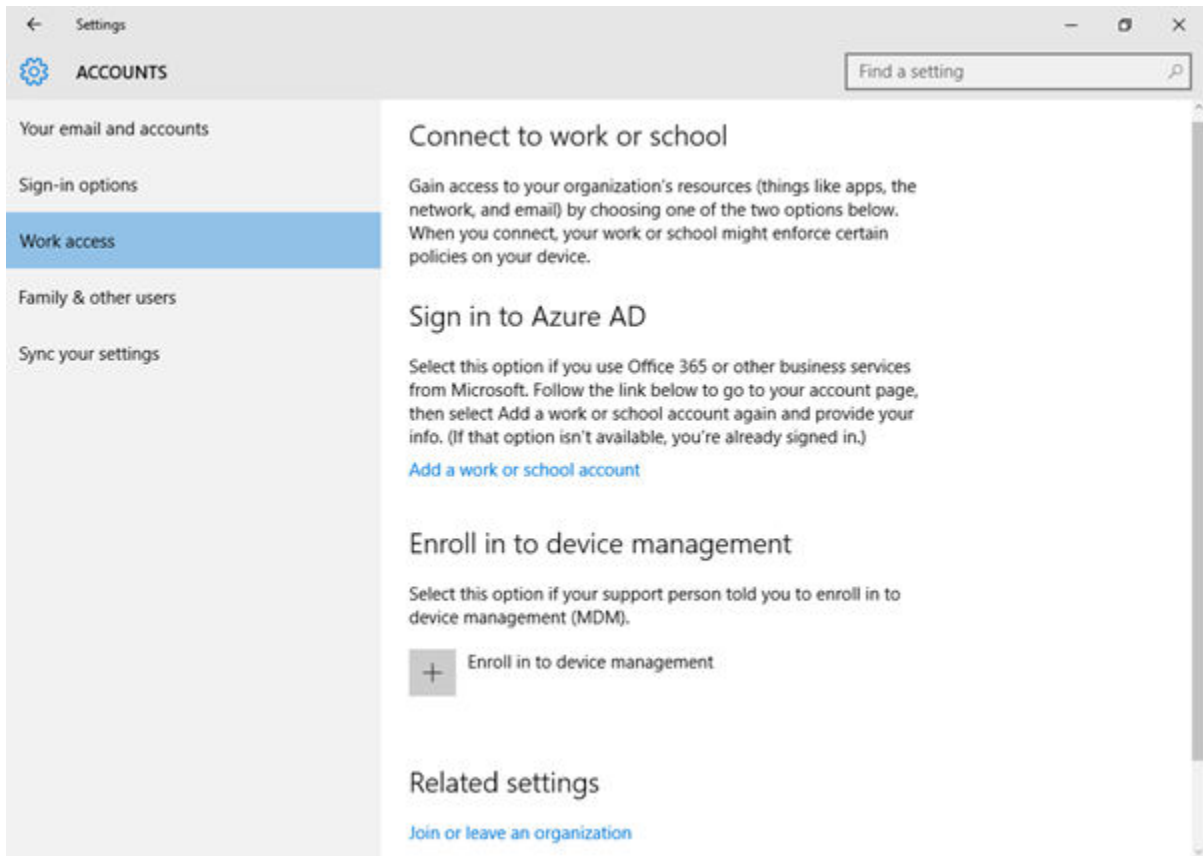 Settings
ACCOUNTS
Find a setting
Your email and accounts
Sign-in options
Work access
Family & other users
Sync your settings
Connect to work or school
Gain access to your organization's resources (things like apps, the
network, and email) by choosing one of the two options below.
When you connect, your work or school might enforce certain
policies on your device.
Sign in to Azure AD
Select this option if you use Office 365 or other business services
from Microsoft. Follow the link below to go to your account page,
then select Add a work or school account again and provide your
info. (If that option isn't available, you're already signed in.)
Add a work or school account
Enroll in to device management
Select this option if your support person told you to enroll in to
device management (MDM).
Enroll in to device management
Related settings
Join or leave an organization